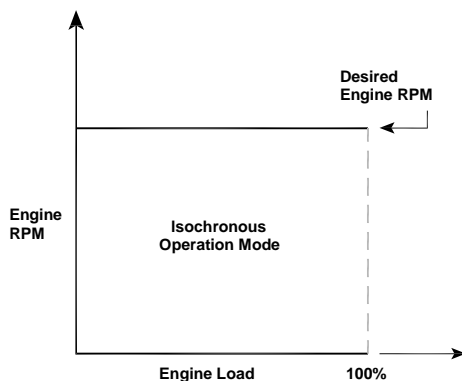 Desired
Engine RPM
Engine
RPM
Isochronous
Operation Mode
Engine Load
100%